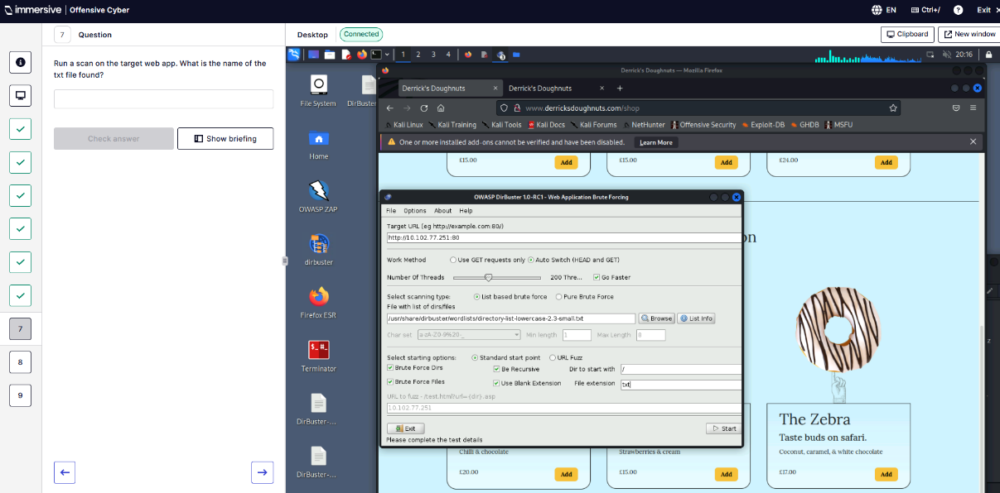 immersive | Offensive Cyber
EN
Ctrl+/
Exit
7 Question
Desktop
Connected
Clipboard
New window
Run a scan on the target web app. What is the name of the
txt file found?
Check answer
Show briefing
7
8
9
1 2 3 4
20:16
File System
DirBuster
Home
OWASP ZAP
dirbuster
Firefox ESR
Terminator
DirBuster-...
DirBuster-...
Derrick's Doughnuts — Mozilla Firefox
Derrick's Doughnuts
Derrick's Doughnuts
www.derricksdoughnuts.com/shop
Kali Linux
Kali Training
Kali Tools
Kali Docs
Kali Forums
NetHunter
Offensive Security
Exploit-DB
GHDB
MSFU
One or more installed add-ons cannot be verified and have been disabled.
Learn More
£15.00 Add
£15.00 Add
£24.00 Add
on
OWASP DirBuster 1.0-RC1 - Web Application Brute Forcing
File Options About Help
Target URL (eg http://example.com:80/)
http://10.102.77.251:80
Work Method Use GET requests only Auto Switch (HEAD and GET)
Number Of Threads 200 Thre... Go Faster
Select scanning type: List based brute force Pure Brute Force
File with list of dirs/files
/usr/share/dirbuster/wordlists/directory-list-lowercase-2.3-small.txt Browse List Info
Char set a-zA-Z0-9%20-_ Min length 1 Max Length 8
Select starting options: Standard start point URL Fuzz
Brute Force Dirs Be Recursive Dir to start with /
Brute Force Files Use Blank Extension File extension txt
URL to fuzz - /test.html?url={dir}.asp
10.102.77.251
Exit Start
Please complete the test details
Chilli & chocolate
£20.00 Add
Strawberries & cream
£15.00 Add
The Zebra
Taste buds on safari.
Coconut, caramel, & white chocolate
£17.00 Add